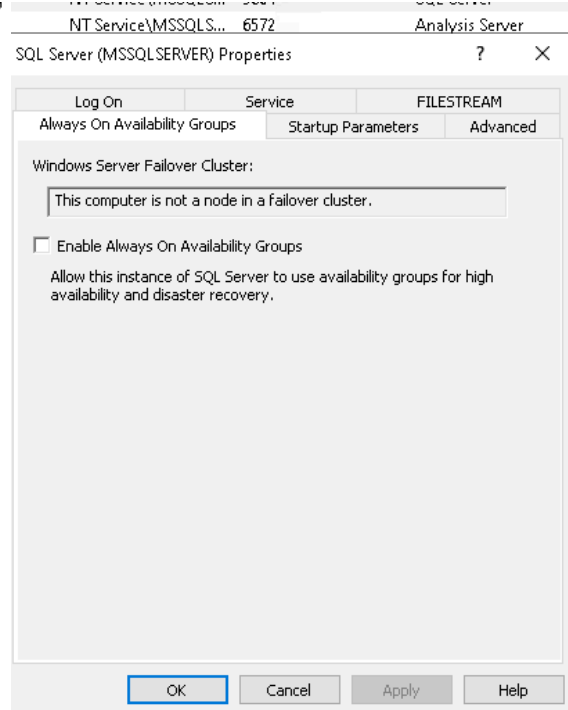 NT Service\MSSQLS... 6572 Analysis Server
SQL Server (MSSQLSERVER) Properties ?
Log On Service FILESTREAM
Always On Availability Groups Startup Parameters Advanced
Windows Server Failover Cluster:
This computer is not a node in a failover cluster.
Enable Always On Availability Groups
Allow this instance of SQL Server to use availability groups for high
availability and disaster recovery.
OK Cancel Apply Help